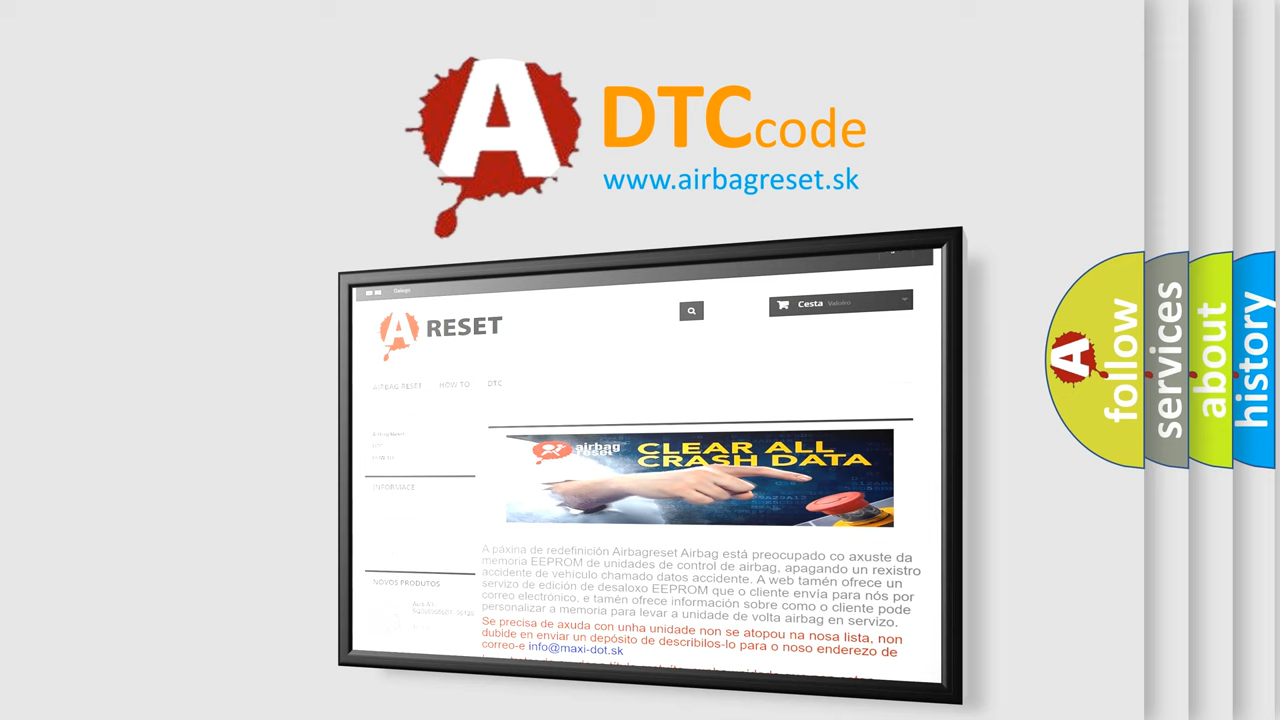 A
DTCcode
www.airbagreset.sk
Galego
A RESET
Cesta Valeiro
AIRBAG RESET HOW TO DTC
INFORMACE
airbag
reset
CLEAR ALL
CRASH DATA
NOVOS PRODUTOS
A páxina de redefinición Airbagreset Airbag está preocupado co axuste da
memoria EEPROM de unidades de control de airbag, apagando un rexistro
accidente de vehículo chamado datos accidente. A web tamén ofrece un
servizo de edición de desaloxo EEPROM que o cliente envía para nós por
correo electrónico, e tamén ofrece información sobre como o cliente pode
personalizar a memoria para levar a unidade de volta airbag en servizo.
Se precisa de axuda con unha unidade non se atopou na nosa lista, non
dubide en enviar un depósito de describilos-lo para o noso enderezo de
correo-e info@maxi-dot.sk
A
follow
services
about
history